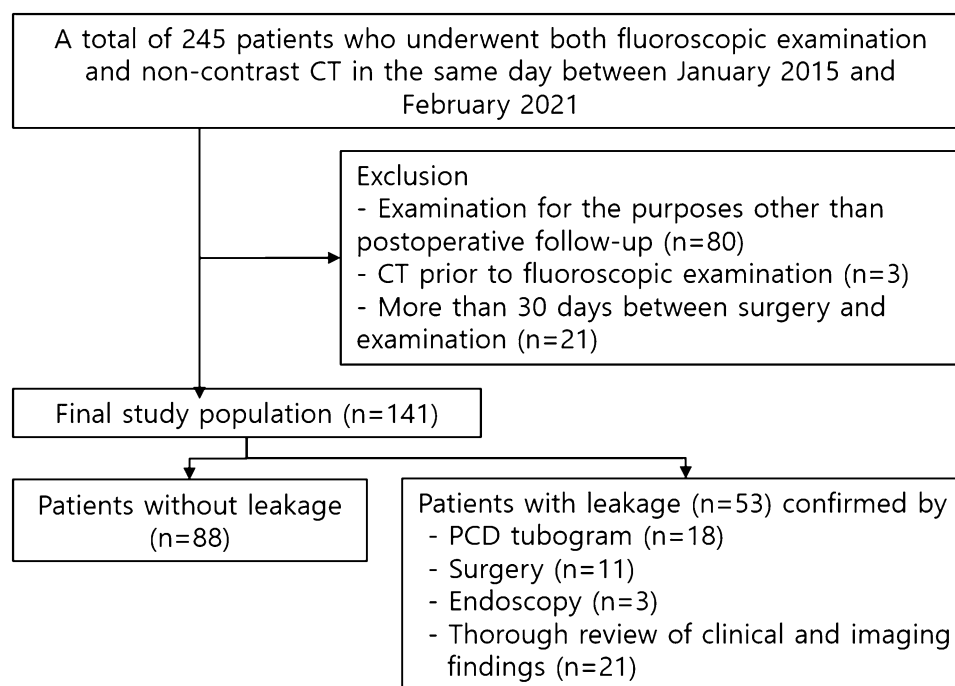 A total of 245 patients who underwent both fluoroscopic examination
and non-contrast CT in the same day between January 2015 and
February 2021
Exclusion
- Examination for the purposes other than
postoperative follow-up (n=80)
- CT prior to fluoroscopic examination (n=3)
- More than 30 days between surgery and
examination (n=21)
Final study population (n=141)
Patients without leakage
(n=88)
Patients with leakage (n=53) confirmed by
- PCD tubogram (n=18)
- Surgery (n=11)
- Endoscopy (n=3)
- Thorough review of clinical and imaging
findings (n=21)